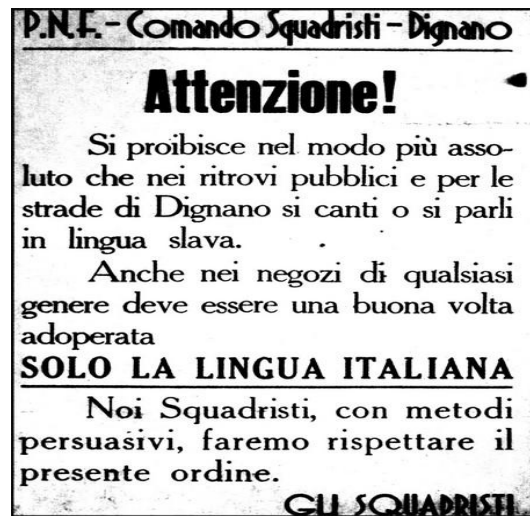 P.N.F. - Comando Squadristi - Dignano
Attenzione!
Si proibisce nel modo più asso-
luto che nei ritrovi pubblici e per le
strade di Dignano si canti o si parli
in lingua slava.
Anche nei negozi di qualsiasi
genere deve essere una buona volta
adoperata
SOLO LA LINGUA ITALIANA
Noi Squadristi, con metodi
persuasivi, faremo rispettare il
presente ordine.
GLI SQUADRISTI